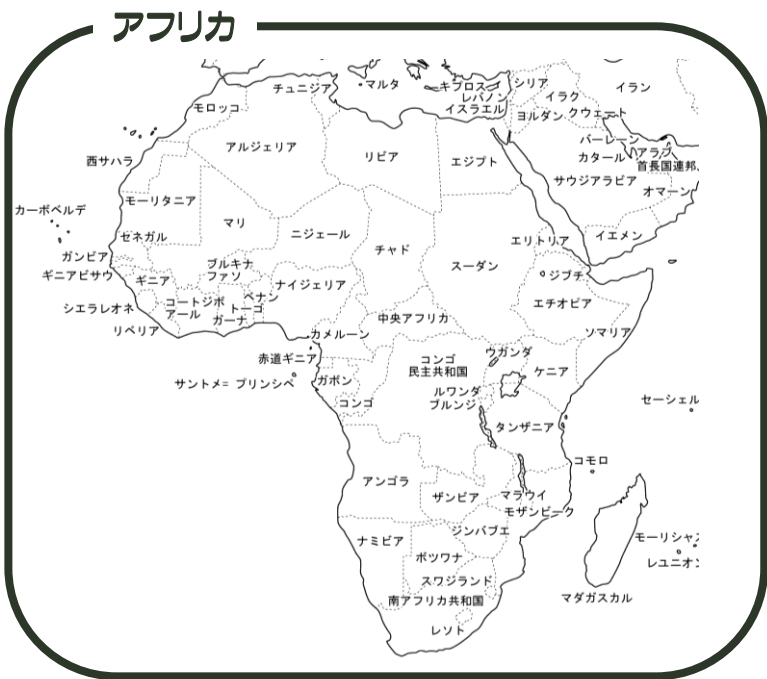 アフリカ
チュニジア
マルタ
キプロス
レバノン
イスラエル
シリア
イラク
イラン
ヨルダン
クウェート
モロッコ
アルジェリア
リビア
エジプト
バーレーン
カタール
アラブ
首長国連邦
サウジアラビア
オマーン
西サハラ
モーリタニア
マリ
ニジェール
チャド
スーダン
エリトリア
イエメン
カーボベルデ
セネガル
ガンビア
ギニアビサウ
ギニア
ブルキナ
ファソ
ナイジェリア
ジブチ
エチオピア
シエラレオネ
コートジボ
アール
ベナン
トーゴ
ガーナ
リベリア
カメルーン
中央アフリカ
ソマリア
赤道ギニア
サントメ= プリンシペ
ガボン
コンゴ
コンゴ
民主共和国
ウガンダ
ケニア
ルワンダ
ブルンジ
タンザニア
セーシェル
コモロ
アンゴラ
ザンビア
マラウイ
モザンビーク
ナミビア
ジンバブエ
ボツワナ
スワジランド
南アフリカ共和国
レソト
モーリシャス
レユニオン
マダガスカル